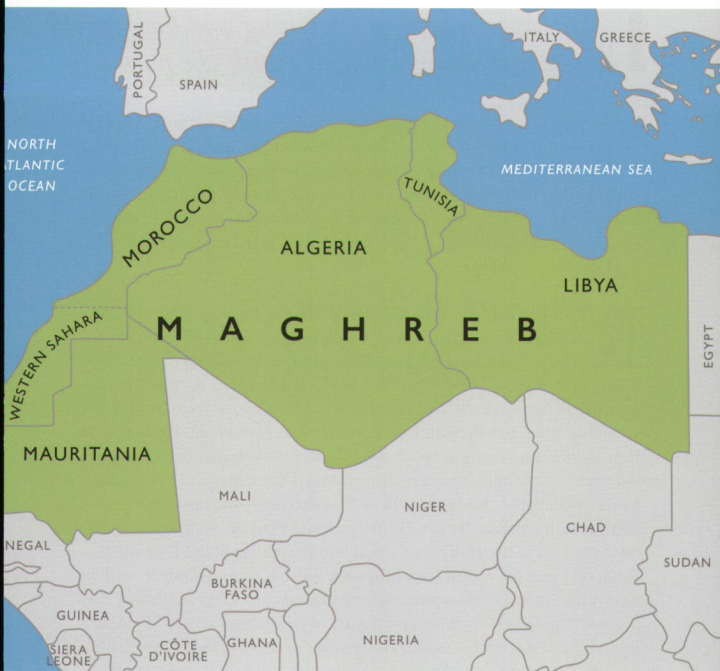 PORTUGAL
SPAIN
ITALY
GREECE
NORTH
TLANTIC
OCEAN
MEDITERRANEAN SEA
MOROCCO
TUNISIA
ALGERIA
LIBYA
MAGHREB
WESTERN SAHARA
EGYPT
MAURITANIA
MALI
NIGER
CHAD
SUDAN
NEGAL
BURKINA
FASO
GUINEA
SIERA
LEONE
CÔTE
D'IVOIRE
GHANA
NIGERIA